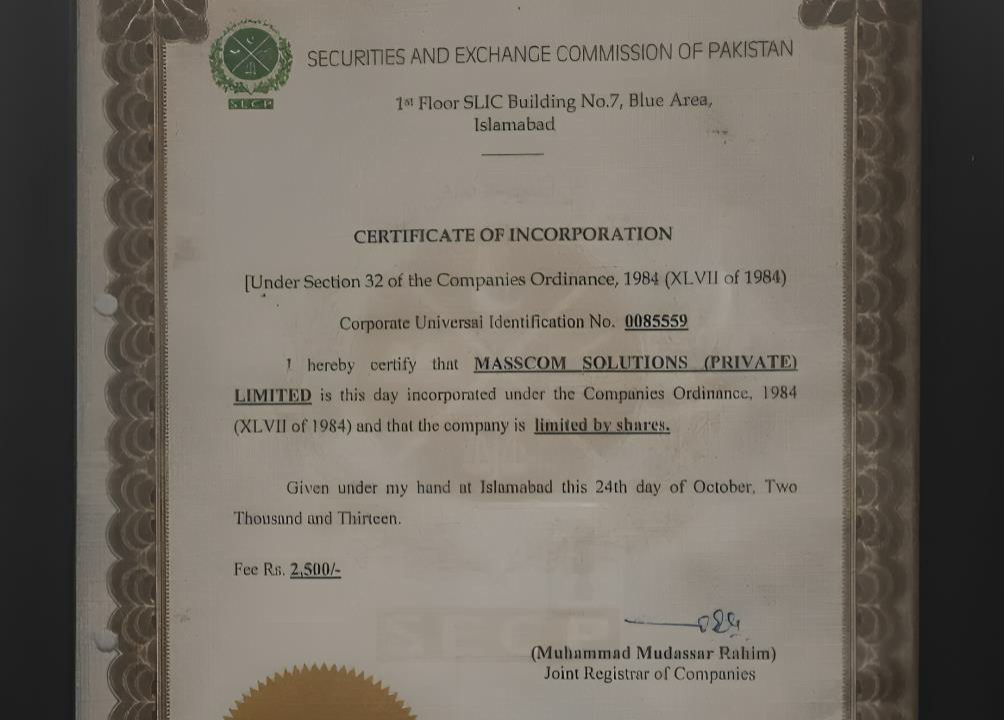 SECP
SECURITIES AND EXCHANGE COMMISSION OF PAKISTAN
1st Floor SLIC Building No.7, Blue Area,
Islamabad
CERTIFICATE OF INCORPORATION
[Under Section 32 of the Companies Ordinance, 1984 (XLVII of 1984)
Corporate Universal Identification No. 0085559
I hereby certify that MASSCOM SOLUTIONS (PRIVATE)
LIMITED is this day incorporated under the Companies Ordinance, 1984
(XLVII of 1984) and that the company is limited by shares.
Given under my hand at Islamabad this 24th day of October, Two
Thousand and Thirteen.
Fee Rs. 2,500/-
SECP
(Muhammad Mudassar Rahim)
Joint Registrar of Companies